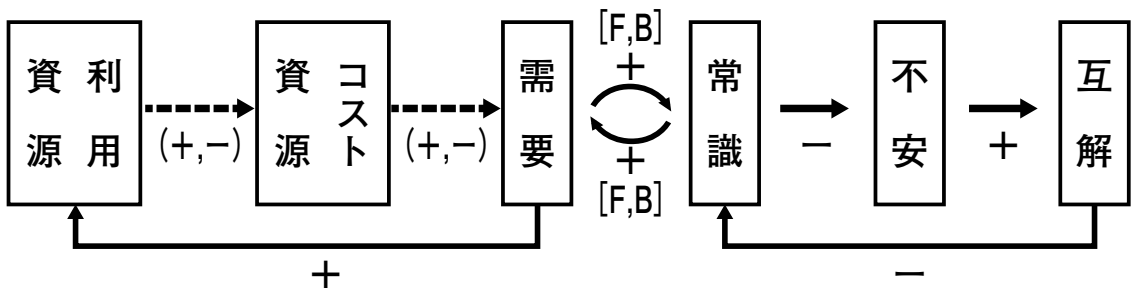 資源
利用
(+,−)
資源
コスト
(+,−)
需要
[F,B]
+
+
[F,B]
常識
−
不安
+
互解
+
−